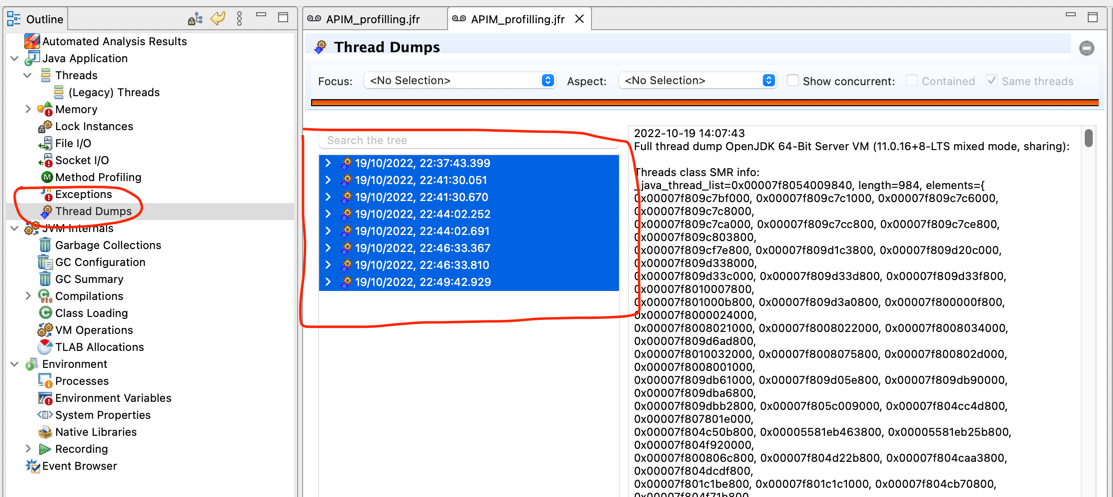 Outline
Automated Analysis Results
Java Application
Threads
(Legacy) Threads
Memory
Lock Instances
File I/O
Socket I/O
Method Profiling
Exceptions
Thread Dumps
JVM Internals
Garbage Collections
GC Configuration
GC Summary
Compilations
Class Loading
VM Operations
TLAB Allocations
Environment
Processes
Environment Variables
System Properties
Native Libraries
Recording
Event Browser
APIM_profilling.jfr
APIM_profilling.jfr
Thread Dumps
Focus: <No Selection> Aspect: <No Selection> Show concurrent: Contained Same threads
Search the tree
19/10/2022, 22:37:43.399
19/10/2022, 22:41:30.051
19/10/2022, 22:41:30.670
19/10/2022, 22:44:02.252
19/10/2022, 22:44:02.691
19/10/2022, 22:46:33.367
19/10/2022, 22:46:33.810
19/10/2022, 22:49:42.929
2022-10-19 14:07:43
Full thread dump OpenJDK 64-Bit Server VM (11.0.16+8-LTS mixed mode, sharing):
Threads class SMR info:
_java_thread_list=0x00007f8054009840, length=984, elements={
0x00007f809c7bf000, 0x00007f809c7c1000, 0x00007f809c7c6000,
0x00007f809c7c8000,
0x00007f809c7ca000, 0x00007f809c7cc800, 0x00007f809c7ce800,
0x00007f809c803800,
0x00007f809cf7e800, 0x00007f809d1c3800, 0x00007f809d20c000,
0x00007f809d338000,
0x00007f809d33c000, 0x00007f809d33d800, 0x00007f809d33f800,
0x00007f8010007800,
0x00007f801000b800, 0x00007f809d3a0800, 0x00007f800000f800,
0x00007f8000024000,
0x00007f8008021000, 0x00007f8008022000, 0x00007f8008034000,
0x00007f809d6ad800,
0x00007f8010032000, 0x00007f8008075800, 0x00007f800802d000,
0x00007f8008001000,
0x00007f809db61000, 0x00007f809d05e800, 0x00007f809db90000,
0x00007f809dba6800,
0x00007f809dbb2800, 0x00007f805c009000, 0x00007f804cc4d800,
0x00007f807801e000,
0x00007f804c50b800, 0x00005581eb463800, 0x00005581eb25b800,
0x00007f804f920000,
0x00007f800806c800, 0x00007f804d22b800, 0x00007f804caa3800,
0x00007f804dcdf800,
0x00007f801c1be800, 0x00007f801c1c1000, 0x00007f804cb70800,
0x00007f804f71b800